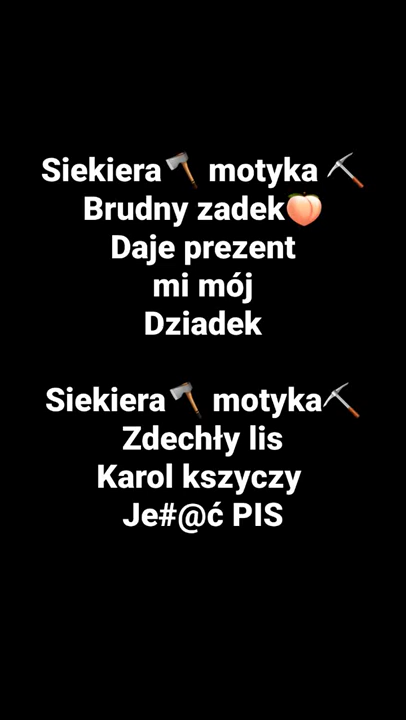 Siekiera🪓 motyka ⛏️
Brudny zadek🍑
Daje prezent
mi mój
Dziadek
Siekiera🪓 motyka⛏️
Zdechły lis
Karol kszyczy
Je#@ć PIS